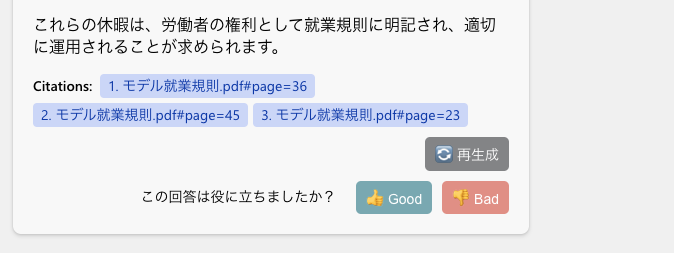 これらの休暇は、労働者の権利として就業規則に明記され、適切
に運用されることが求められます。
Citations: 1. モデル就業規則.pdf#page=36
2. モデル就業規則.pdf#page=45 3. モデル就業規則.pdf#page=23
🔄 再生成
この回答は役に立ちましたか？ 👍 Good 👎 Bad